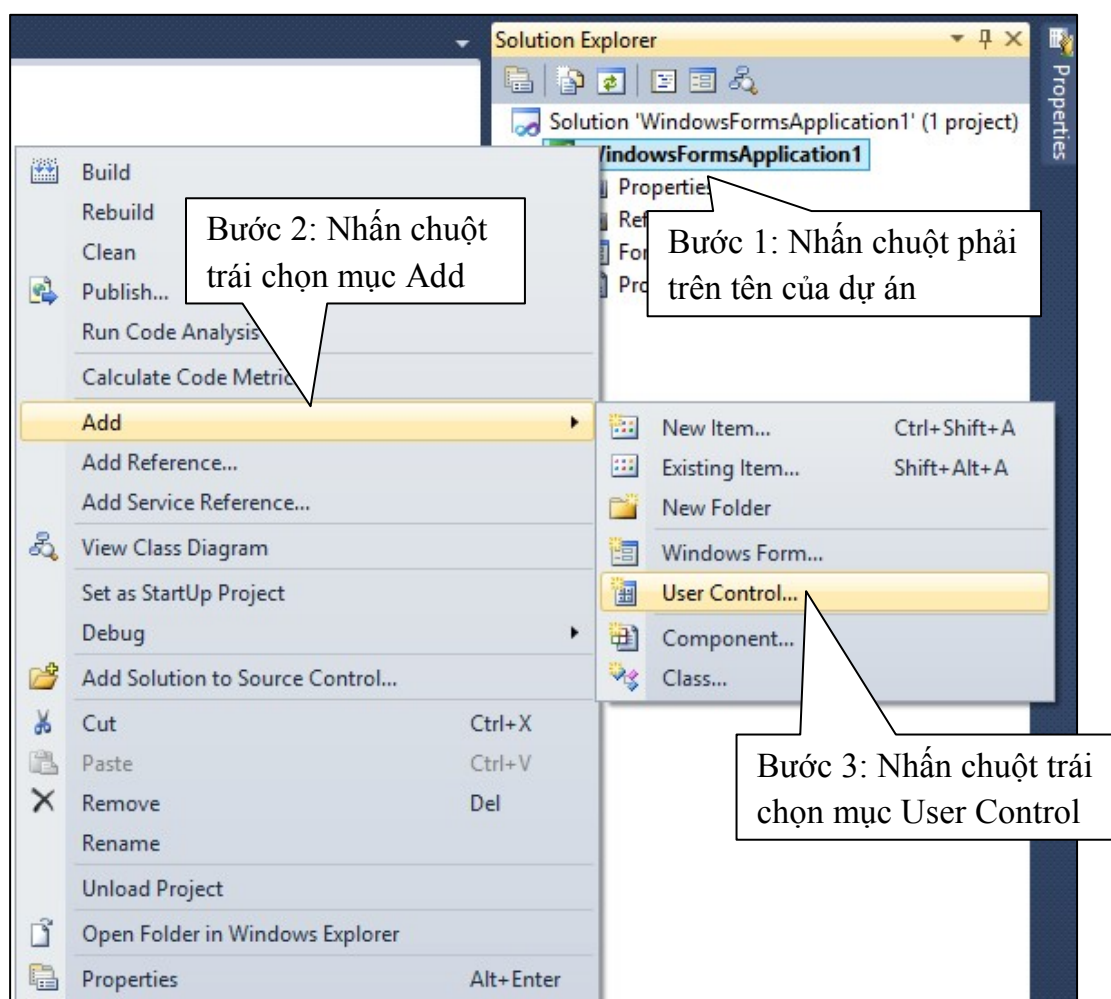 Solution Explorer
Properties
Solution 'WindowsFormsApplication1' (1 project)
indowsFormsApplication1
Propertie
Ref
For
Pro
Bước 1: Nhấn chuột phải
trên tên của dự án
Build
Rebuild
Clean
Publish...
Run Code Analysis
Calculate Code Metric
Add
Add Reference...
Add Service Reference...
View Class Diagram
Set as StartUp Project
Debug
Add Solution to Source Control...
Cut Ctrl+X
Paste Ctrl+V
Remove Del
Rename
Unload Project
Open Folder in Windows Explorer
Properties Alt+Enter
Bước 2: Nhấn chuột
trái chọn mục Add
New Item... Ctrl+Shift+A
Existing Item... Shift+Alt+A
New Folder
Windows Form...
User Control...
Component...
Class...
Bước 3: Nhấn chuột trái
chọn mục User Control